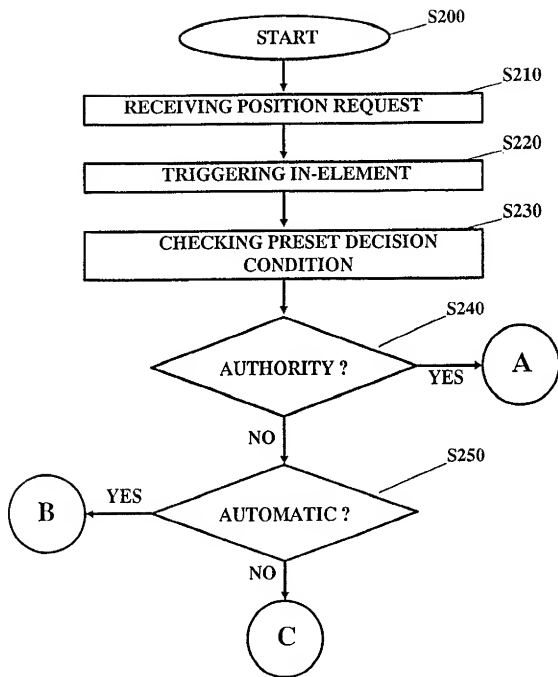 S200
START
S210
RECEIVING POSITION REQUEST
S220
TRIGGERING IN-ELEMENT
S230
CHECKING PRESET DECISION
CONDITION
S240
AUTHORITY ?
YES
A
NO
S250
AUTOMATIC ?
YES
B
NO
C